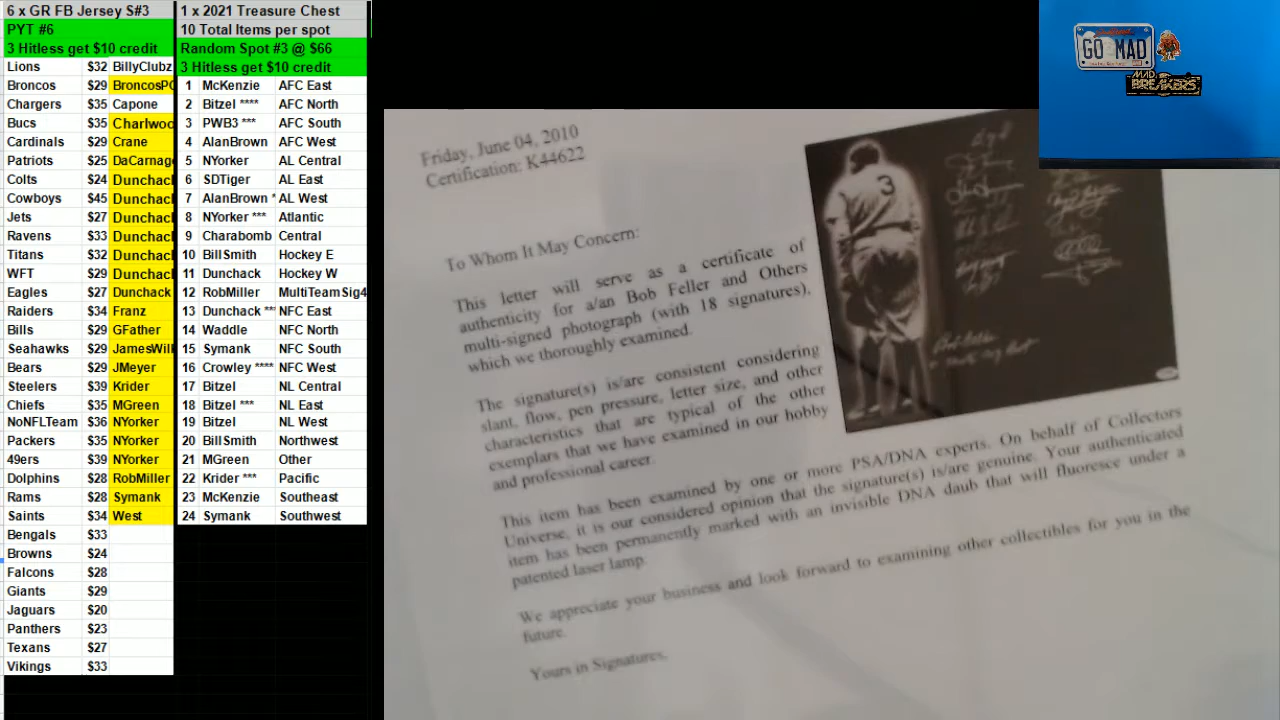 6 x GR FB Jersey S#3
PYT #6
3 Hitless get $10 credit
Lions $32 BillyClubz
Broncos $29 BroncosPC
Chargers $35 Capone
Bucs $35 Charlwoo
Cardinals $29 Crane
Patriots $25 DaCarnage
Colts $24 Dunchack
Cowboys $45 Dunchack
Jets $27 Dunchack
Ravens $33 Dunchack
Titans $32 Dunchack
WFT $29 Dunchack
Eagles $27 Dunchack
Raiders $34 Franz
Bills $29 GFather
Seahawks $29 JamesWilk
Bears $29 JMeyer
Steelers $39 Krider
Chiefs $35 MGreen
NoNFLTeam $36 NYorker
Packers $35 NYorker
49ers $39 NYorker
Dolphins $28 RobMiller
Rams $28 Symank
Saints $34 West
Bengals $33
Browns $24
Falcons $28
Giants $29
Jaguars $20
Panthers $23
Texans $27
Vikings $33
1 x 2021 Treasure Chest
10 Total Items per spot
Random Spot #3 @ $66
3 Hitless get $10 credit
1 McKenzie AFC East
2 Bitzel **** AFC North
3 PWB3 *** AFC South
4 AlanBrown AFC West
5 NYorker AL Central
6 SDTiger AL East
7 AlanBrown * AL West
8 NYorker *** Atlantic
9 Charabomb Central
10 BillSmith Hockey E
11 Dunchack Hockey W
12 RobMiller MultiTeamSig4
13 Dunchack *** NFC East
14 Waddle NFC North
15 Symank NFC South
16 Crowley **** NFC West
17 Bitzel NL Central
18 Bitzel *** NL East
19 Bitzel NL West
20 BillSmith Northwest
21 MGreen Other
22 Krider *** Pacific
23 McKenzie Southeast
24 Symank Southwest
GO MAD
MAD
BREAKERS
Friday, June 04, 2010
Certification: K44622
To Whom It May Concern:
This letter will serve as a certificate of
authenticity for a/an Bob Feller and Others
multi-signed photograph (with 18 signatures),
which we thoroughly examined.
The signature(s) is/are consistent considering
slant, flow, pen pressure, letter size, and other
characteristics that are typical of the other
exemplars that we have examined in our hobby
and professional career.
This item has been examined by one or more PSA/DNA experts. On behalf of Collectors
Universe, it is our considered opinion that the signature(s) is/are genuine. Your authenticated
item has been permanently marked with an invisible DNA daub that will fluoresce under a
patented laser lamp.
We appreciate your business and look forward to examining other collectibles for you in the
future.
Yours in Signatures,
3